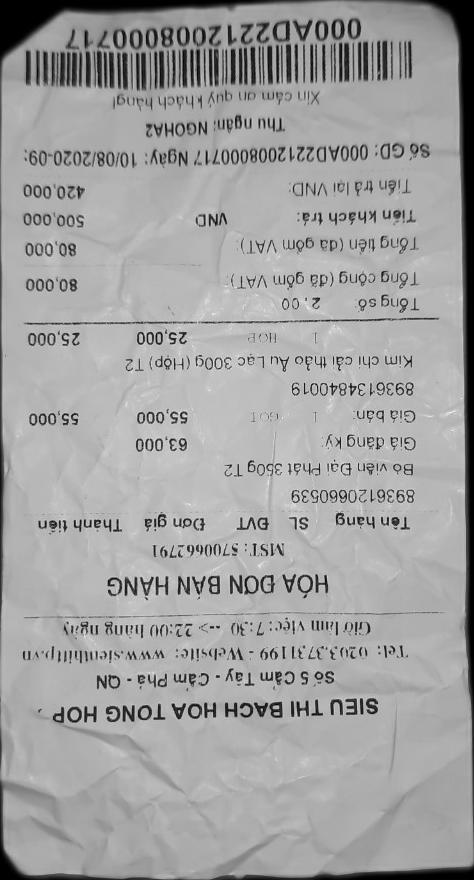 SIEU THI BACH HOA TONG HOP
Số 5 Cẩm Tây - Cẩm Phả - QN
Tel: 0203.3731199 - Website: www.sienthithttp.vn
Giờ làm việc: 7:30 --> 22:00 hàng ngày
HÓA ĐƠN BÁN HÀNG
MST: 5700662791
Tên hàng SL ĐVT Đơn giá Thành tiền
8936120660539
Bò viên Đại Phát 350g T2
Giá đăng ký: 63,000
Giá bán: 1 GOI 55,000 55,000
8936134840019
Kim chi cải thảo Âu Lạc 300g (Hộp) T2
1 HOP 25,000 25,000
Tổng số: 2.00
Tổng cộng (đã gồm VAT): 80,000
Tổng tiền (đã gồm VAT): 80,000
Tiền khách trả: VND 500,000
Tiền trả lại VND: 420,000
Số GD: 000AD2212008000717 Ngày: 10/08/2020-09:
Thu ngân: NGOHA2
Xin cảm ơn quý khách hàng!
000AD221200800717